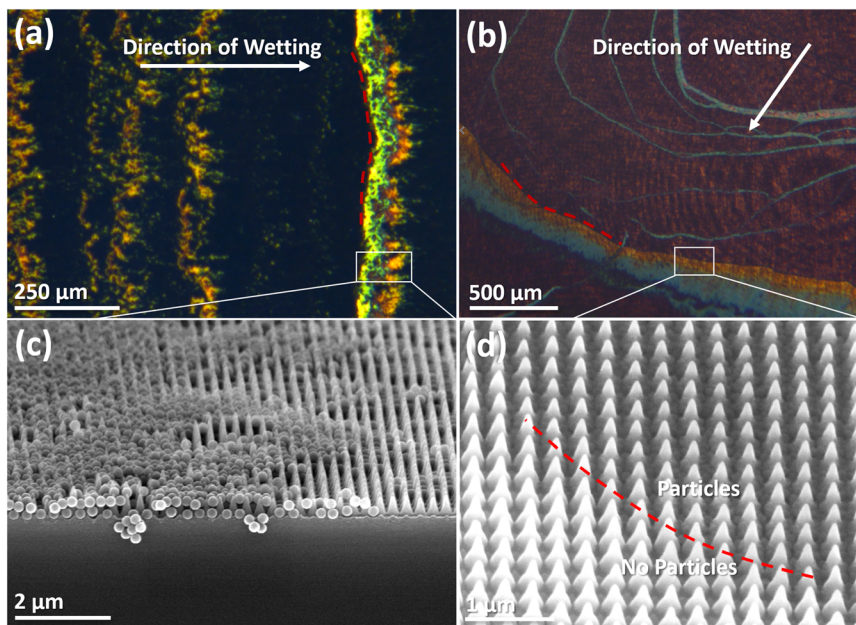 (a)
Direction of Wetting
250 μm
(b)
Direction of Wetting
500 μm
(c)
2 μm
(d)
Particles
No Particles
1 μm